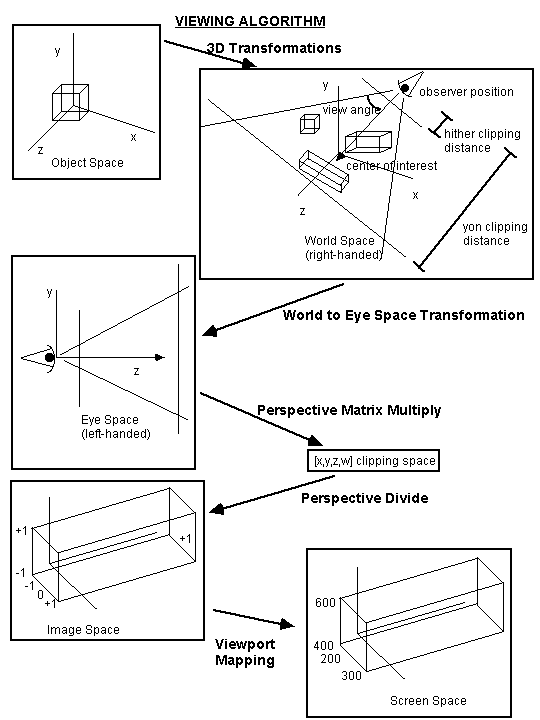 VIEWING ALGORITHM
3D Transformations
y
x
z
Object Space
y
view angle
observer position
hither clipping
distance
center of interest
x
z
yon clipping
distance
World Space
(right-handed)
World to Eye Space Transformation
y
z
Eye Space
(left-handed)
Perspective Matrix Multiply
[x,y,z,w] clipping space
Perspective Divide
+1
+1
-1
-1
0
+1
Image Space
Viewport
Mapping
600
400
200
300
Screen Space